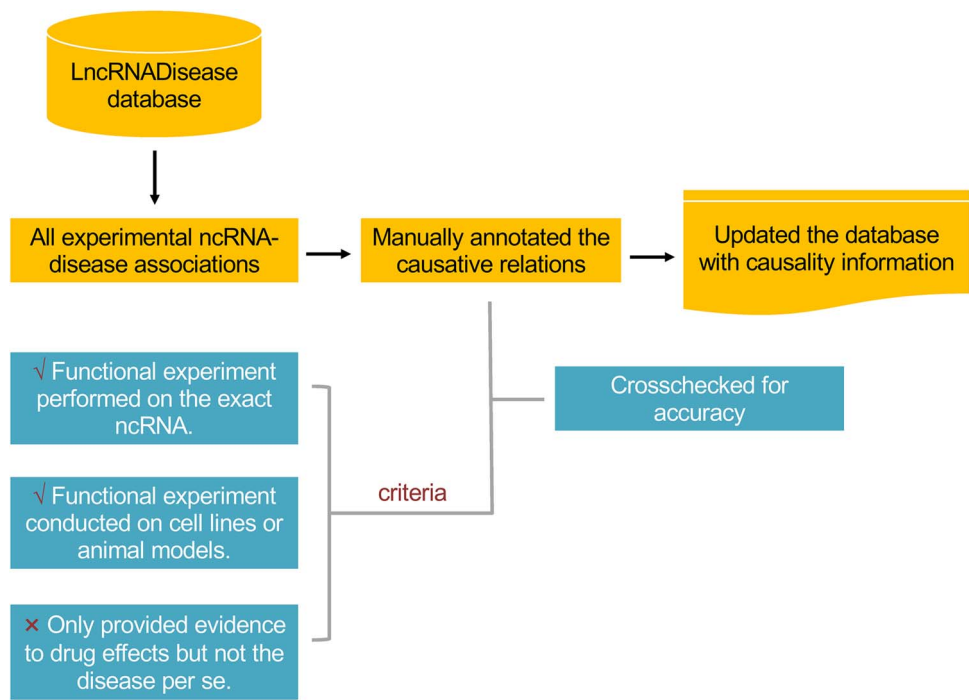 LncRNADisease
database
All experimental ncRNA-
disease associations
Manually annotated the
causative relations
Updated the database
with causality information
√ Functional experiment
performed on the exact
ncRNA.
Crosschecked for
accuracy
criteria
√ Functional experiment
conducted on cell lines or
animal models.
× Only provided evidence
to drug effects but not the
disease per se.